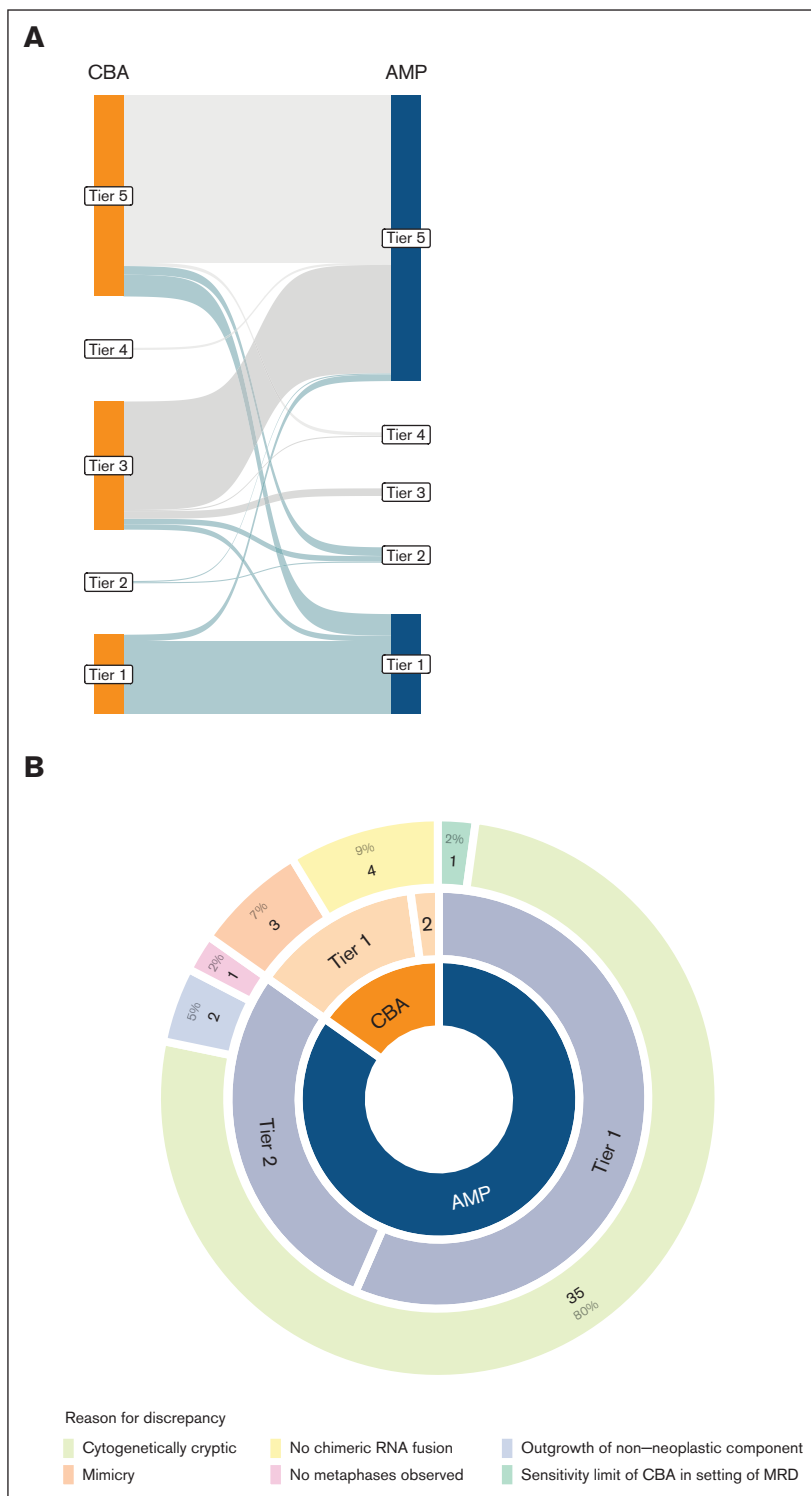 A
CBA AMP
Tier 5
Tier 5
Tier 4
Tier 4
Tier 3
Tier 3
Tier 2
Tier 2
Tier 1
Tier 1
B
2%
1
9%
4
7%
3
2%
1
5%
2
Tier 1
2
CBA
Tier 2
Tier 1
AMP
35
80%
Reason for discrepancy
Cytogenetically cryptic No chimeric RNA fusion Outgrowth of non–neoplastic component
Mimicry No metaphases observed Sensitivity limit of CBA in setting of MRD